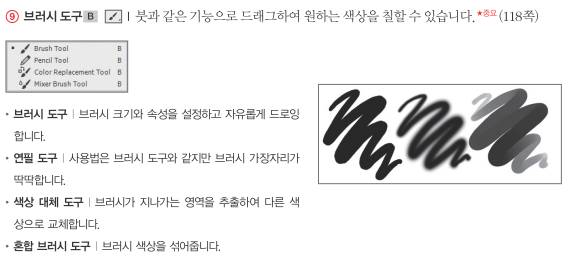 ⑨ 브러시 도구 B | 붓과 같은 기능으로 드래그하여 원하는 색상을 칠할 수 있습니다. ★중요 (118쪽)
Brush Tool B
Pencil Tool B
Color Replacement Tool B
Mixer Brush Tool B
▸ 브러시 도구 | 브러시 크기와 속성을 설정하고 자유롭게 드로잉
합니다.
▸ 연필 도구 | 사용법은 브러시 도구와 같지만 브러시 가장자리가
딱딱합니다.
▸ 색상 대체 도구 | 브러시가 지나가는 영역을 추출하여 다른 색
상으로 교체합니다.
▸ 혼합 브러시 도구 | 브러시 색상을 섞어줍니다.